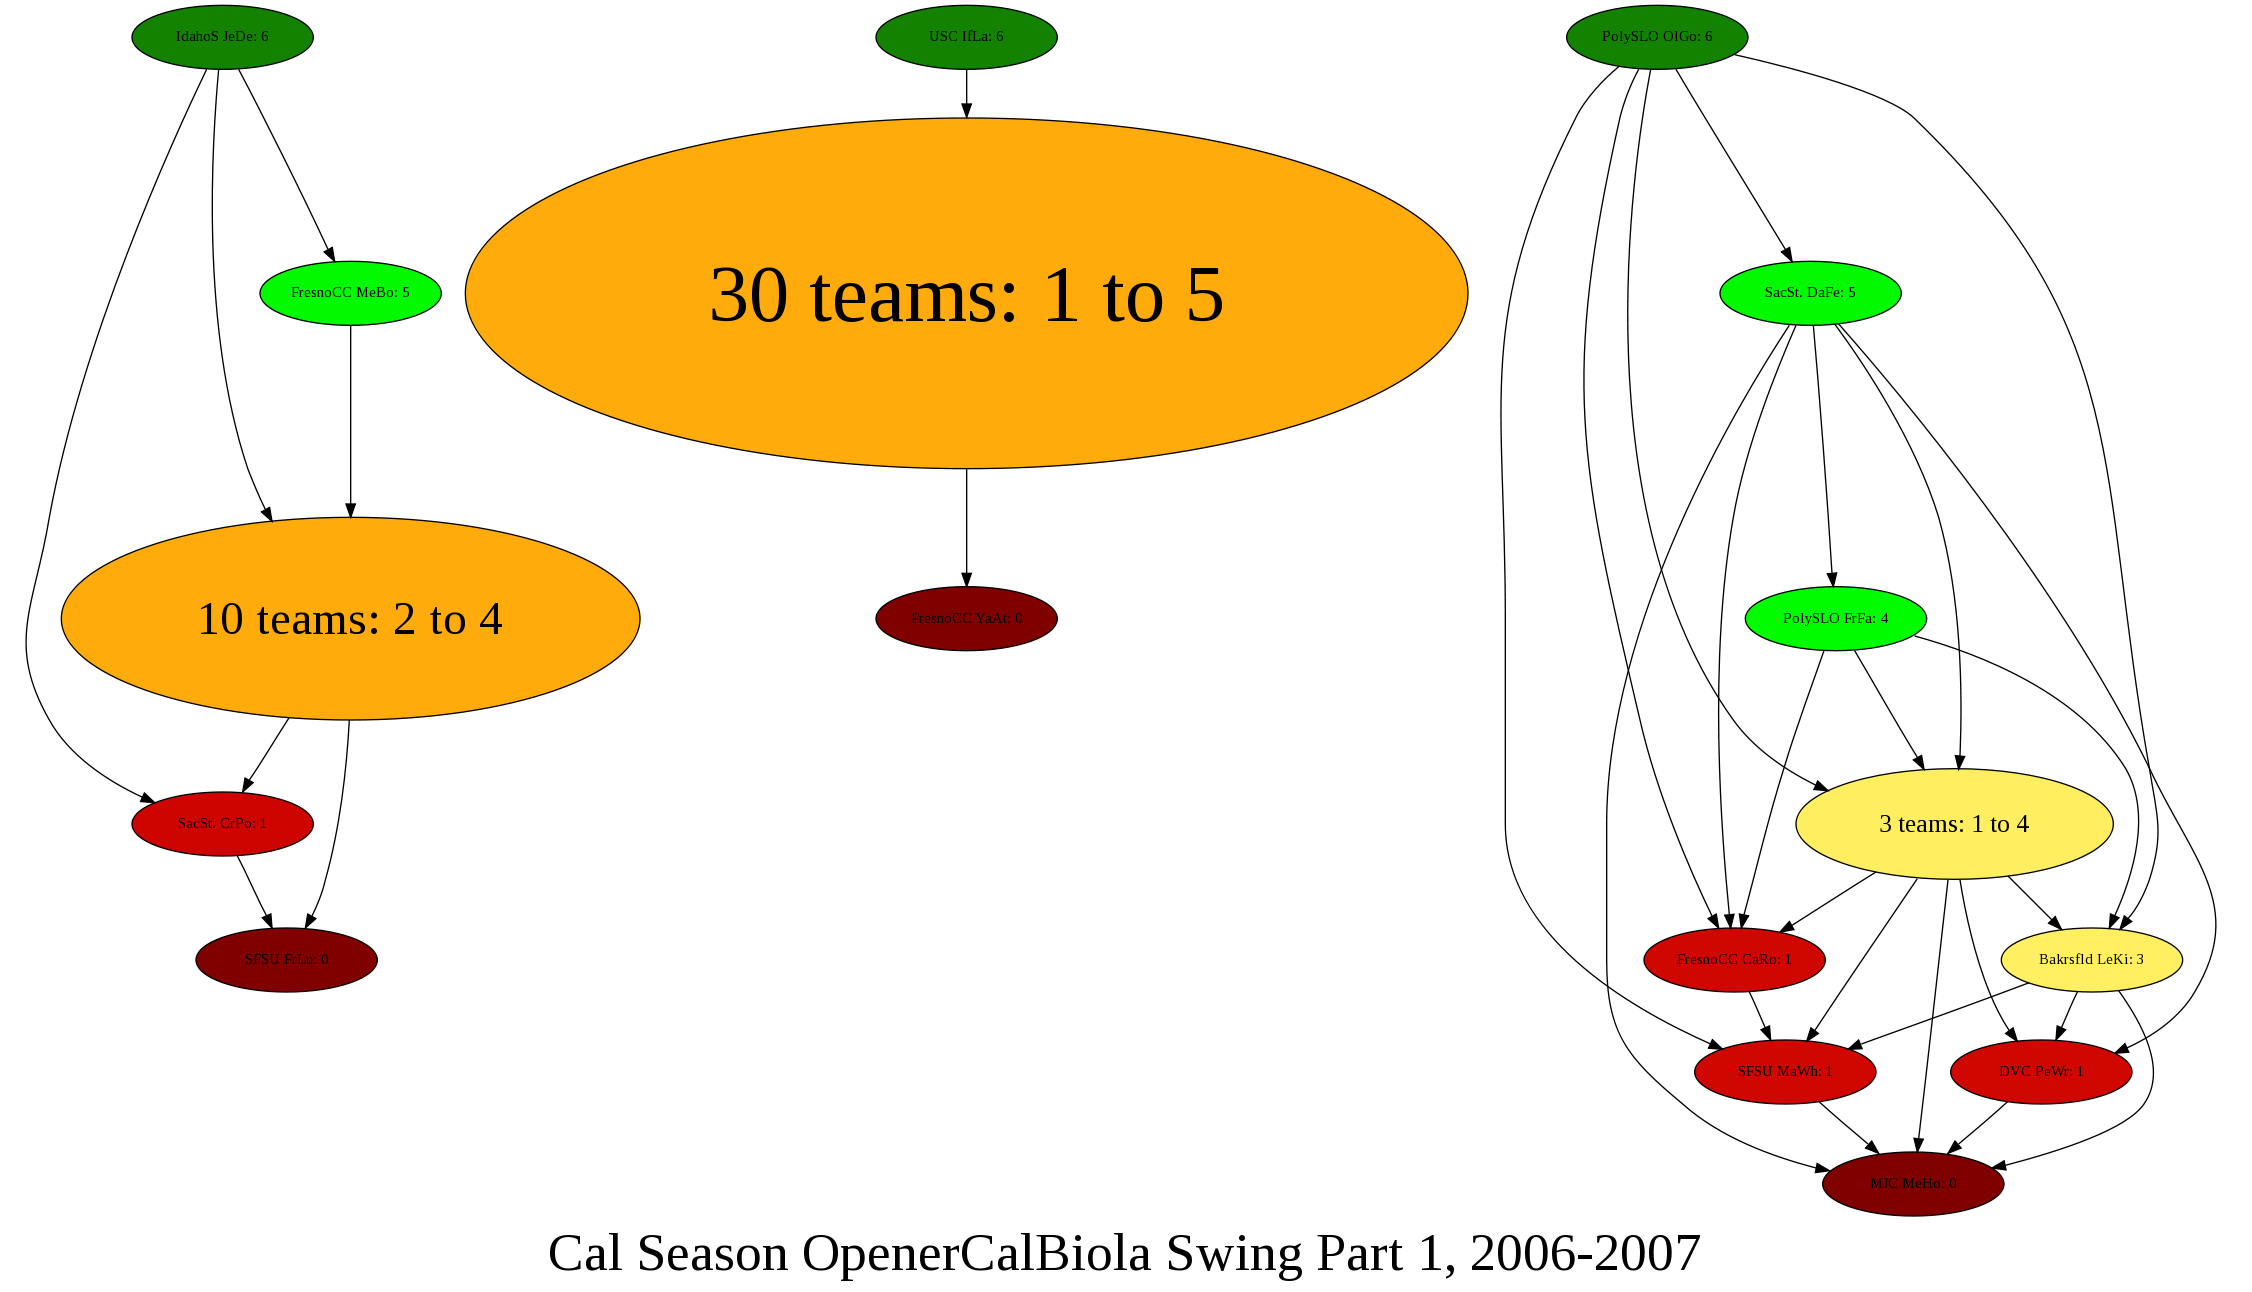 IdahoS JeDe: 6
USC IfLa: 6
PolySLO OlGo: 6
FresnoCC MeBo: 5
30 teams: 1 to 5
SacSt. DaFe: 5
10 teams: 2 to 4
FresnoCC YaAt: 0
PolySLO FrFa: 4
SacSt. CrPo: 1
3 teams: 1 to 4
SFSU FrLu: 0
FresnoCC CaRo: 1
Bakrsfld LeKi: 3
SFSU MaWh: 1
DVC PeWr: 1
MJC MeHo: 0
Cal Season OpenerCalBiola Swing Part 1, 2006-2007